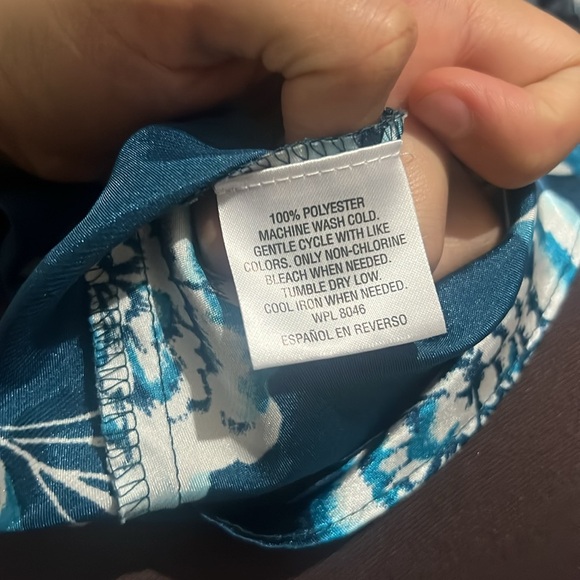 100% POLYESTER
MACHINE WASH COLD.
GENTLE CYCLE WITH LIKE
COLORS. ONLY NON-CHLORINE
BLEACH WHEN NEEDED.
TUMBLE DRY LOW.
COOL IRON WHEN NEEDED.
WPL 8046
ESPAÑOL EN REVERSO